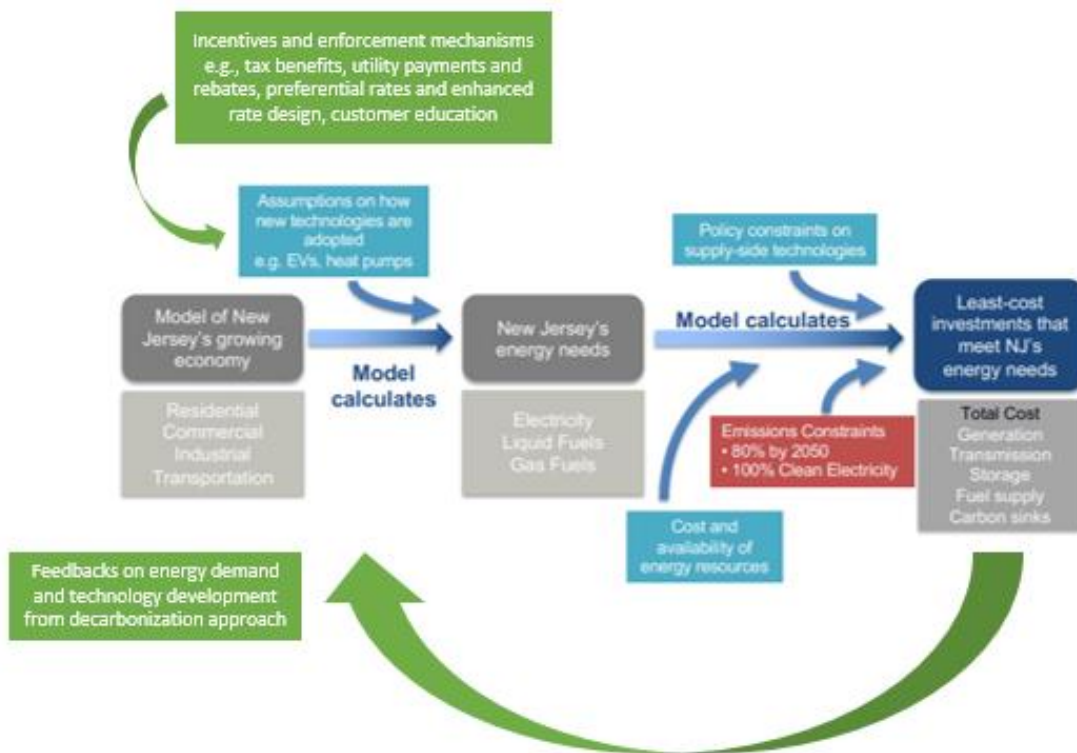 Incentives and enforcement mechanisms
e.g., tax benefits, utility payments and
rebates, preferential rates and enhanced
rate design, customer education
Assumptions on how
new technologies are
adopted
e.g. EVs, heat pumps
Policy constraints on
supply-side technologies
Model of New
Jersey's growing
economy
Model
calculates
New Jersey's
energy needs
Model calculates
Least-cost
investments that
meet NJ's
energy needs
Residential
Commercial
Industrial
Transportation
Electricity
Liquid Fuels
Gas Fuels
Emissions Constraints
• 80% by 2050
• 100% Clean Electricity
Total Cost
Generation
Transmission
Storage
Fuel supply
Carbon sinks
Cost and
availability of
energy resources
Feedbacks on energy demand
and technology development
from decarbonization approach